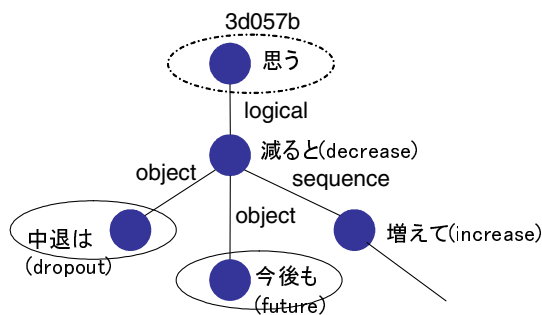 3d057b
思う
logical
減ると(decrease)
object
sequence
object
中退は
(dropout)
増えて(increase)
今後も
(future)